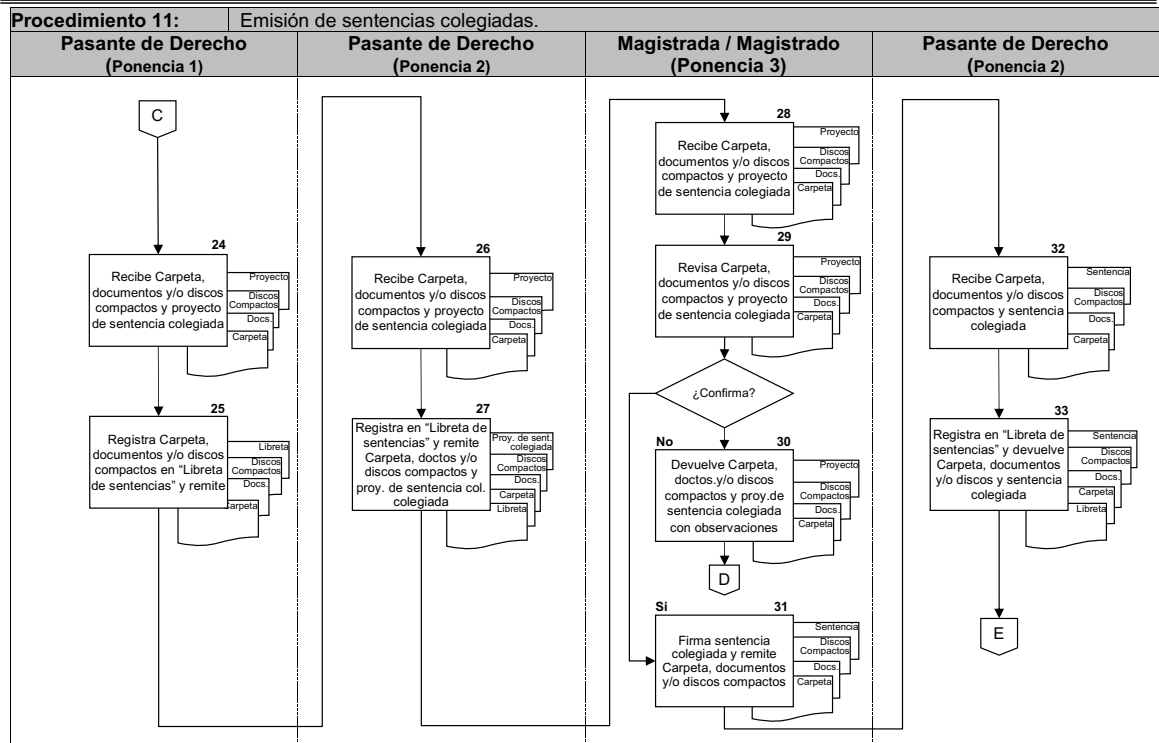 Procedimiento 11: Emisión de sentencias colegiadas.
Pasante de Derecho
(Ponencia 1)
Pasante de Derecho
(Ponencia 2)
Magistrada / Magistrado
(Ponencia 3)
Pasante de Derecho
(Ponencia 2)
C
24
Recibe Carpeta,
documentos y/o discos
compactos y proyecto
de sentencia colegiada
Proyecto
Discos
Compactos
Docs.
Carpeta
25
Registra Carpeta,
documentos y/o discos
compactos en “Libreta
de sentencias” y remite
Libreta
Discos
Compactos
Docs.
Carpeta
26
Recibe Carpeta,
documentos y/o discos
compactos y proyecto
de sentencia colegiada
Proyecto
Discos
Compactos
Docs.
Carpeta
27
Registra en “Libreta de
sentencias” y remite
Carpeta, doctos y/o
discos compactos y
proy. de sentencia col.
colegiada
Proy. de sent.
colegiada
Discos
Compactos
Docs.
Carpeta
Libreta
28
Recibe Carpeta,
documentos y/o discos
compactos y proyecto
de sentencia colegiada
Proyecto
Discos
Compactos
Docs.
Carpeta
29
Revisa Carpeta,
documentos y/o discos
compactos y proyecto
de sentencia colegiada
Proyecto
Discos
Compactos
Docs.
Carpeta
¿Confirma?
No
30
Devuelve Carpeta,
doctos.y/o discos
compactos y proy.de
sentencia colegiada
con observaciones
Proyecto
Discos
Compactos
Docs.
Carpeta
D
Si
31
Firma sentencia
colegiada y remite
Carpeta, documentos
y/o discos compactos
Sentencia
Discos
Compactos
Docs.
Carpeta
32
Recibe Carpeta,
documentos y/o discos
compactos y sentencia
colegiada
Sentencia
Discos
Compactos
Docs.
Carpeta
33
Registra en “Libreta de
sentencias” y devuelve
Carpeta, documentos
y/o discos y sentencia
colegiada
Sentencia
Discos
Compactos
Docs.
Carpeta
Libreta
E